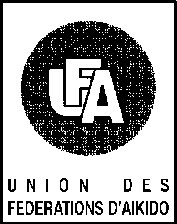 UFA
UNION DES
FEDERATIONS D'AIKIDO